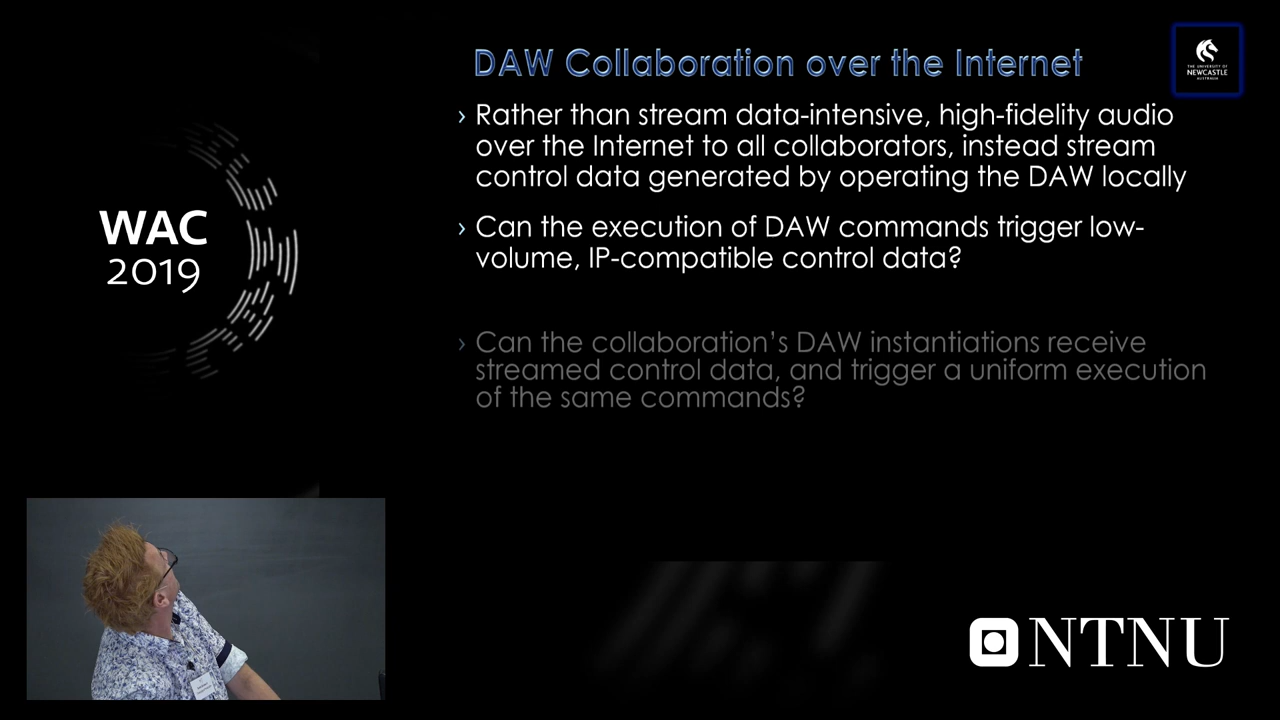 DAW Collaboration over the Internet
THE UNIVERSITY OF
NEWCASTLE
AUSTRALIA
› Rather than stream data-intensive, high-fidelity audio
over the Internet to all collaborators, instead stream
control data generated by operating the DAW locally
› Can the execution of DAW commands trigger low-
volume, IP-compatible control data?
› Can the collaboration's DAW instantiations receive
streamed control data, and trigger a uniform execution
of the same commands?
WAC
2019
NTNU